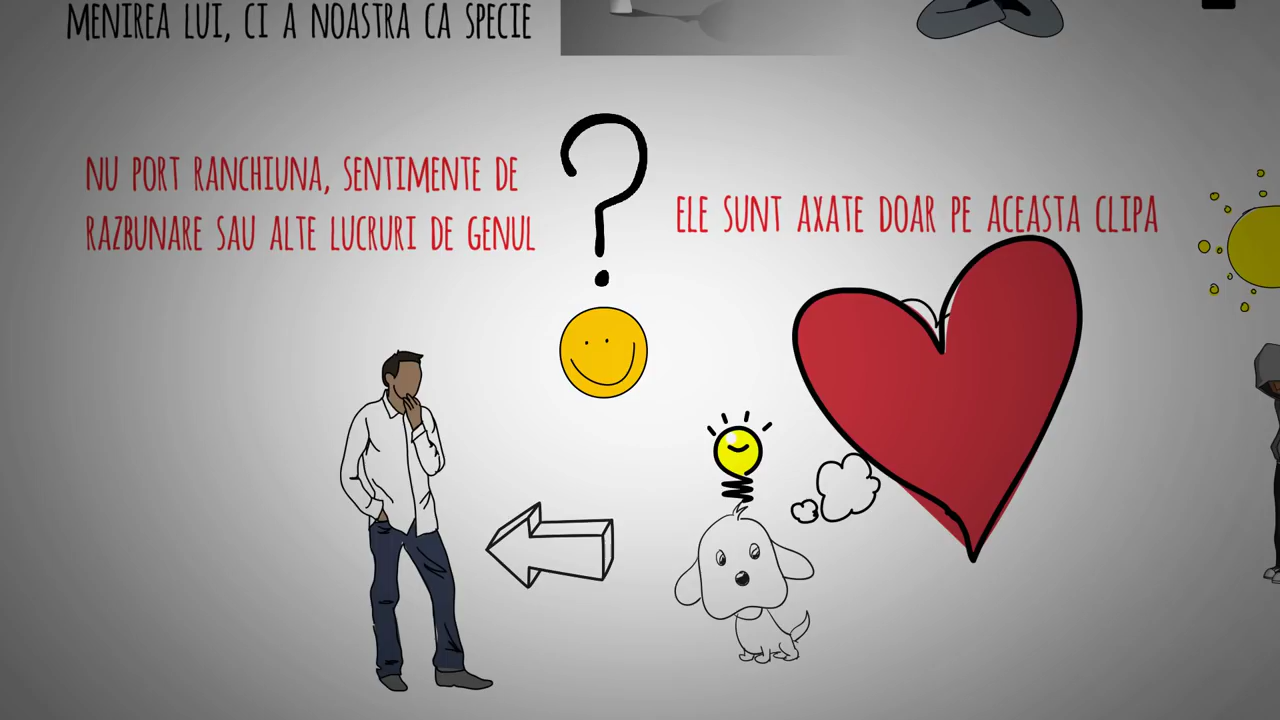 MENIREA LUI, CI A NOASTRA CA SPECIE
NU PORT RANCHIUNA, SENTIMENTE DE
RAZBUNARE SAU ALTE LUCRURI DE GENUL
?
ELE SUNT AXATE DOAR PE ACEASTA CLIPA